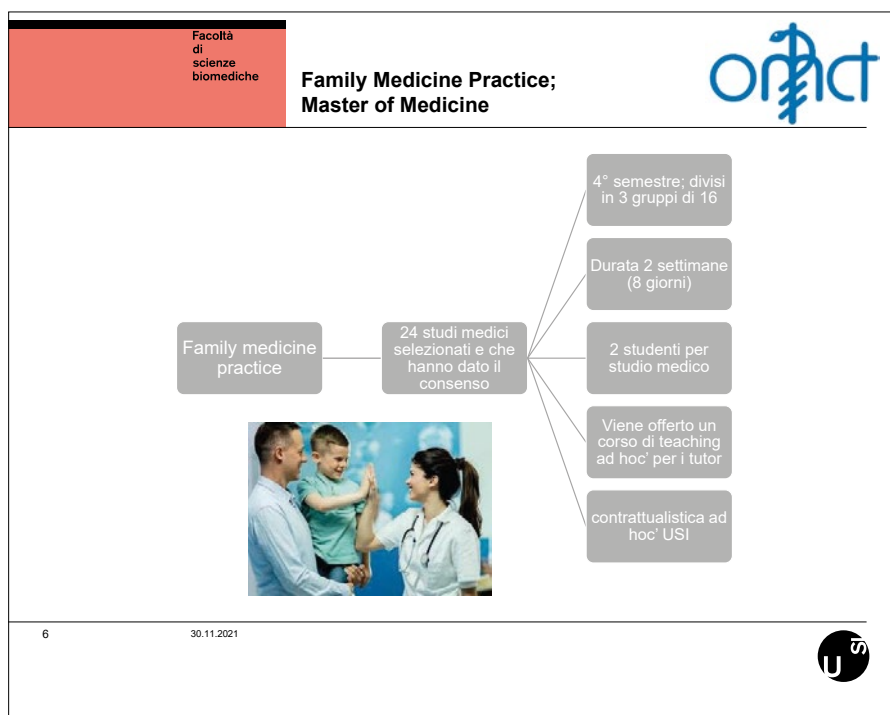 Facoltà
di
scienze
biomediche
Family Medicine Practice;
Master of Medicine
omct
4° semestre; divisi
in 3 gruppi di 16
Durata 2 settimane
(8 giorni)
Family medicine
practice
24 studi medici
selezionati e che
hanno dato il
consenso
2 studenti per
studio medico
Viene offerto un
corso di teaching
ad hoc' per i tutor
contrattualistica ad
hoc' USI
6
30.11.2021
USI